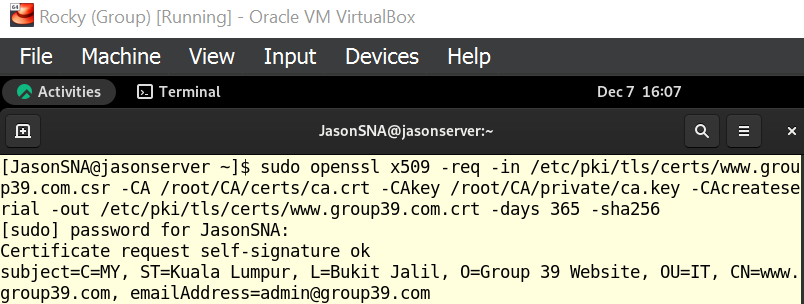 Rocky (Group) [Running] - Oracle VM VirtualBox
File Machine View Input Devices Help
Activities Terminal Dec 7 16:07
JasonSNA@jasonserver:~
[JasonSNA@jasonserver ~]$ sudo openssl x509 -req -in /etc/pki/tls/certs/www.grou
p39.com.csr -CA /root/CA/certs/ca.crt -CAkey /root/CA/private/ca.key -CAcreatese
rial -out /etc/pki/tls/certs/www.group39.com.crt -days 365 -sha256
[sudo] password for JasonSNA:
Certificate request self-signature ok
subject=C=MY, ST=Kuala Lumpur, L=Bukit Jalil, O=Group 39 Website, OU=IT, CN=www.
group39.com, emailAddress=admin@group39.com